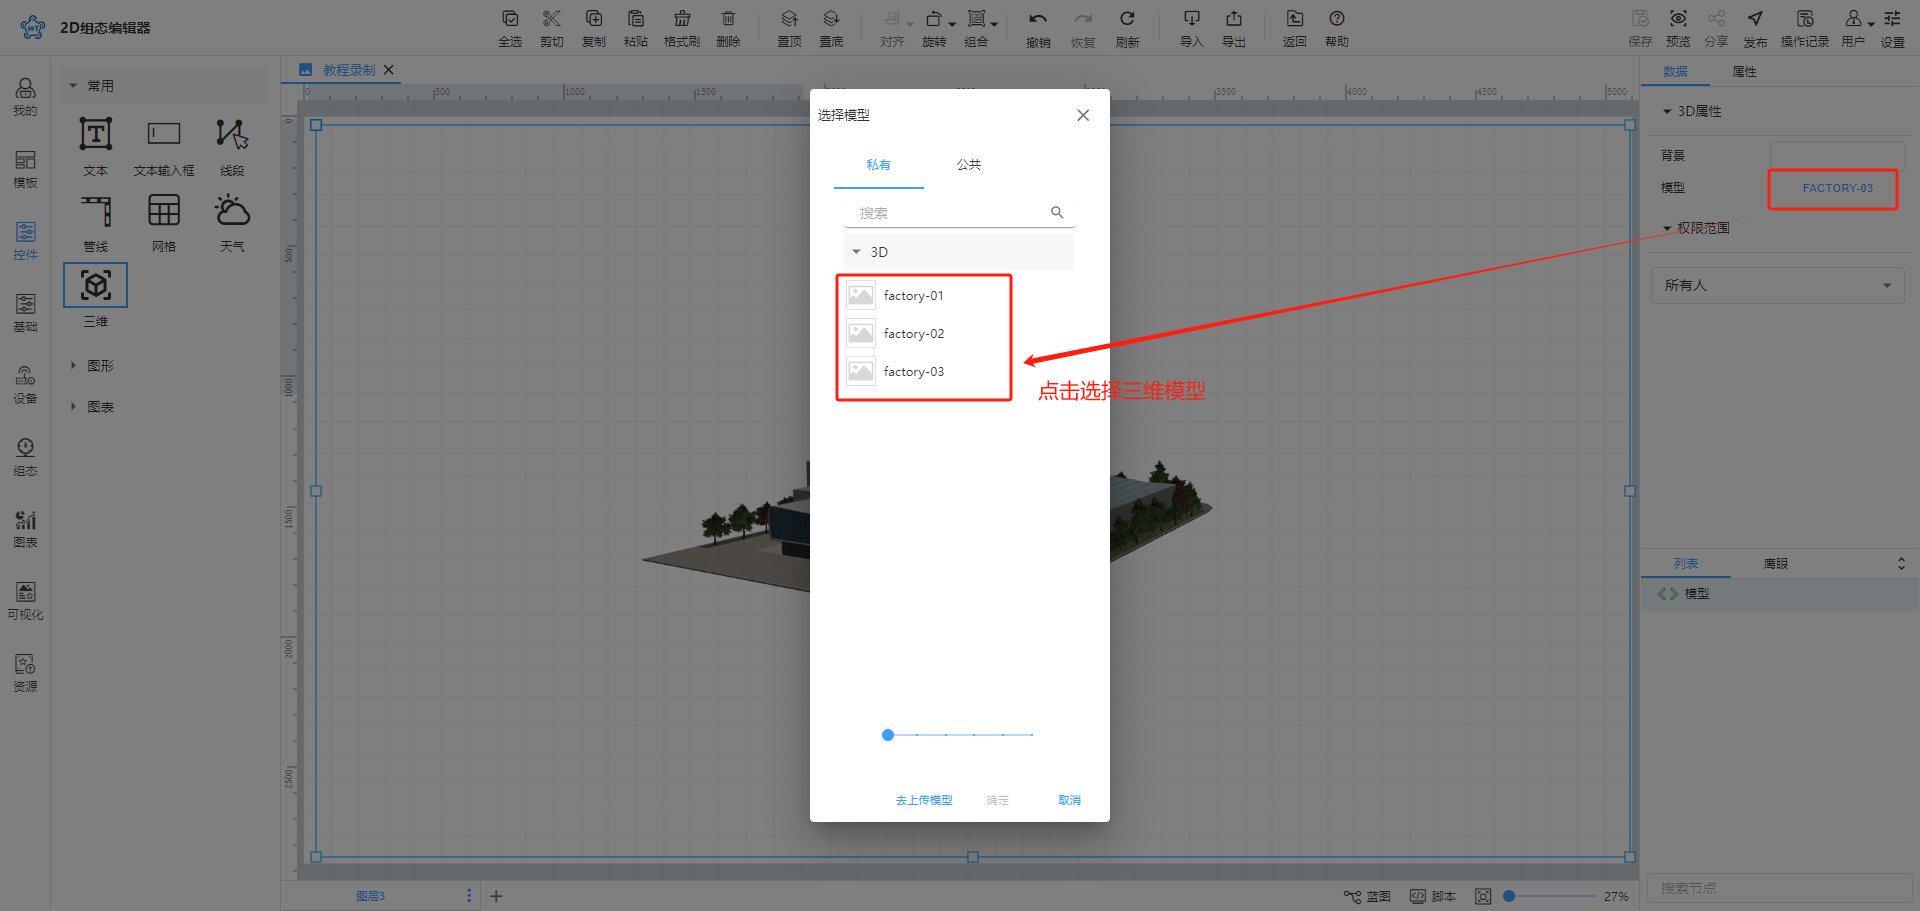 2D组态编辑器
全选 剪切 复制 粘贴 格式刷 删除 置顶 置底 对齐 旋转 组合 撤销 恢复 刷新 导入 导出 返回 帮助 保存 预览 分享 发布 操作记录 用户 设置
我的
模板
控件
基础
设备
组态
图表
可视化
资源
常用
文本 文本输入框 线段
管线 网格 天气
三维
图形
图表
教程录制
0 500 1000 1500 3500 4000 4500 5000
0
500
1000
1500
2000
2500
选择模型
私有 公共
搜索
3D
factory-01
factory-02
factory-03
点击选择三维模型
去上传模型 确定 取消
数据 属性
3D属性
背景
模型 FACTORY-03
权限范围
所有人
列表 鹰眼
模型
搜索节点
图层3
蓝图 脚本 27%